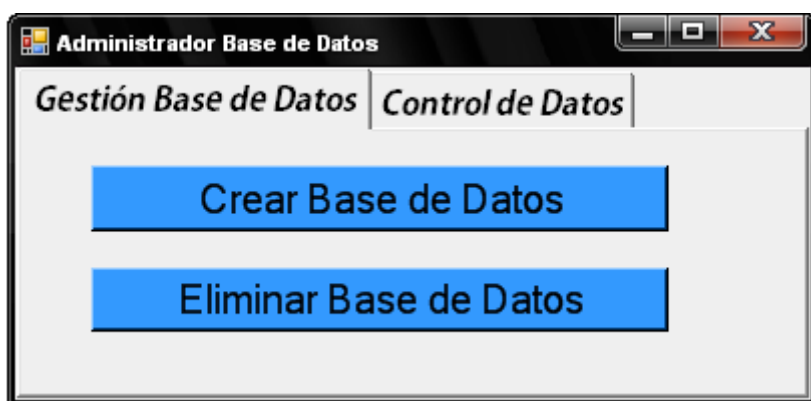 Administrador Base de Datos
Gestión Base de Datos Control de Datos
Crear Base de Datos
Eliminar Base de Datos